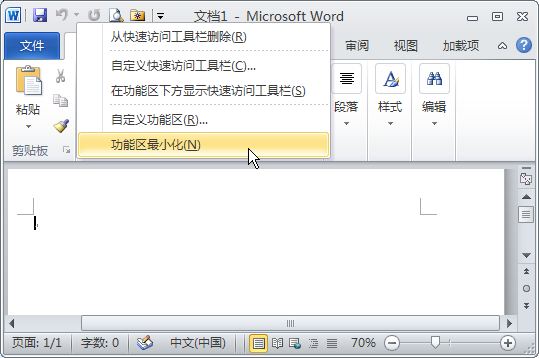 文档1 - Microsoft Word
文件
审阅
视图
加载项
从快速访问工具栏删除(R)
自定义快速访问工具栏(C)...
在功能区下方显示快速访问工具栏(S)
自定义功能区(R)...
功能区最小化(N)
粘贴
剪贴板
段落
样式
编辑
页面: 1/1
字数: 0
中文(中国)
70%